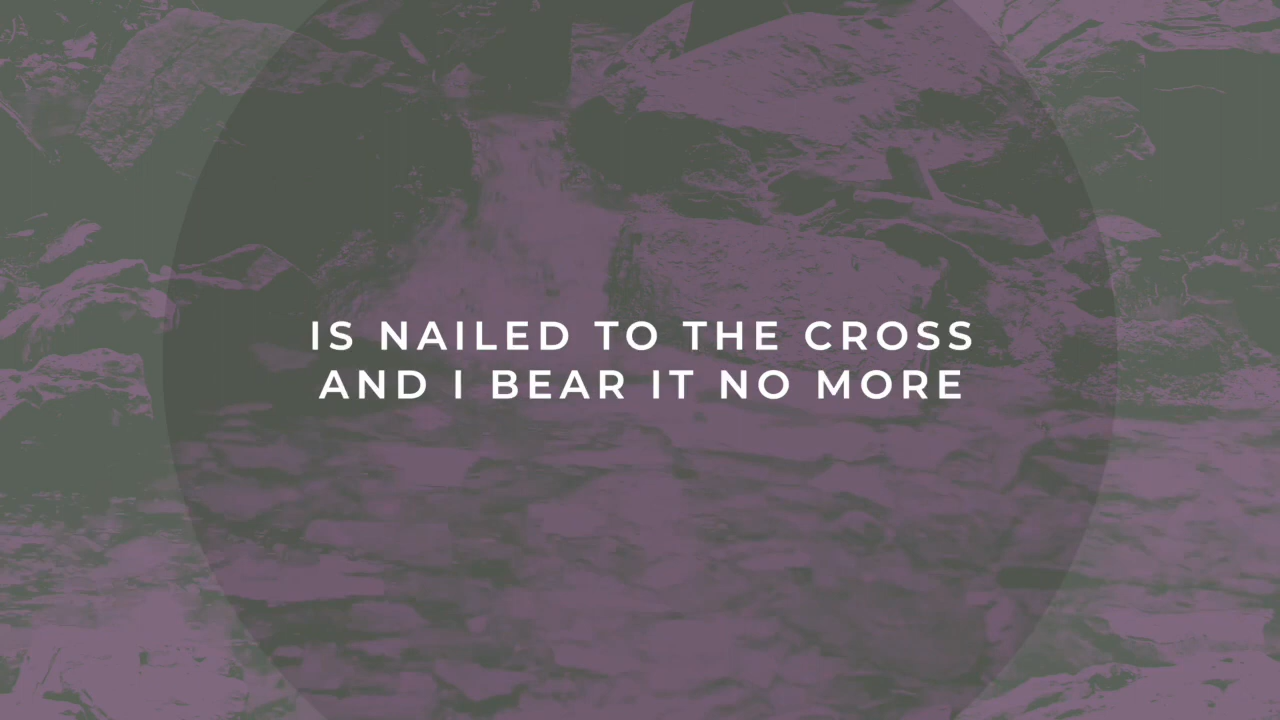 IS NAILED TO THE CROSS
AND I BEAR IT NO MORE